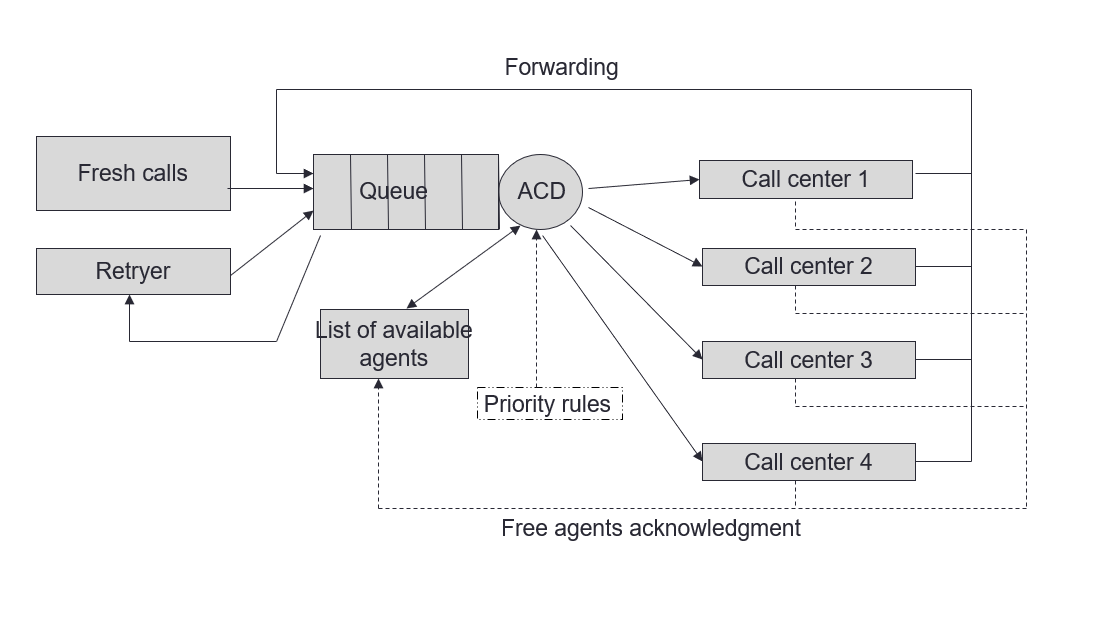 Forwarding
Fresh calls
Queue
ACD
Call center 1
Retryer
Call center 2
List of available
agents
Call center 3
Priority rules
Call center 4
Free agents acknowledgment